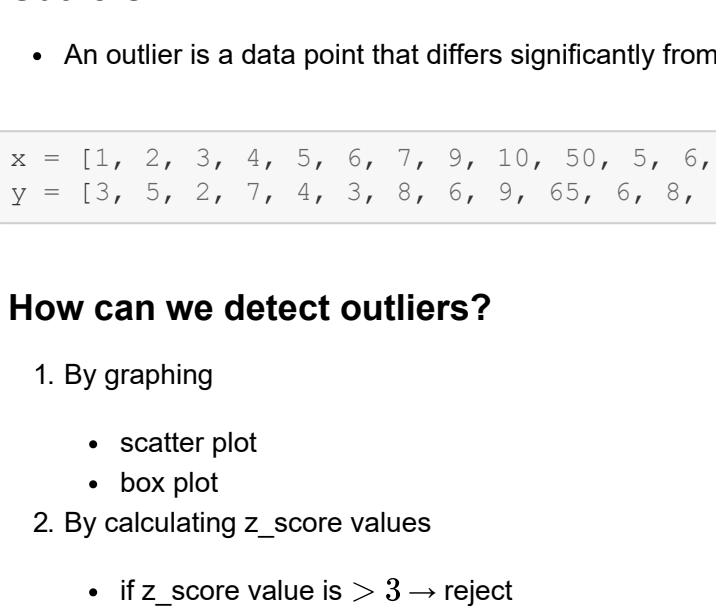 An outlier is a data point that differs significantly from
x = [1, 2, 3, 4, 5, 6, 7, 9, 10, 50, 5, 6,
y = [3, 5, 2, 7, 4, 3, 8, 6, 9, 65, 6, 8,
How can we detect outliers?
1. By graphing
scatter plot
box plot
2. By calculating z_score values
if z_score value is > 3 → reject